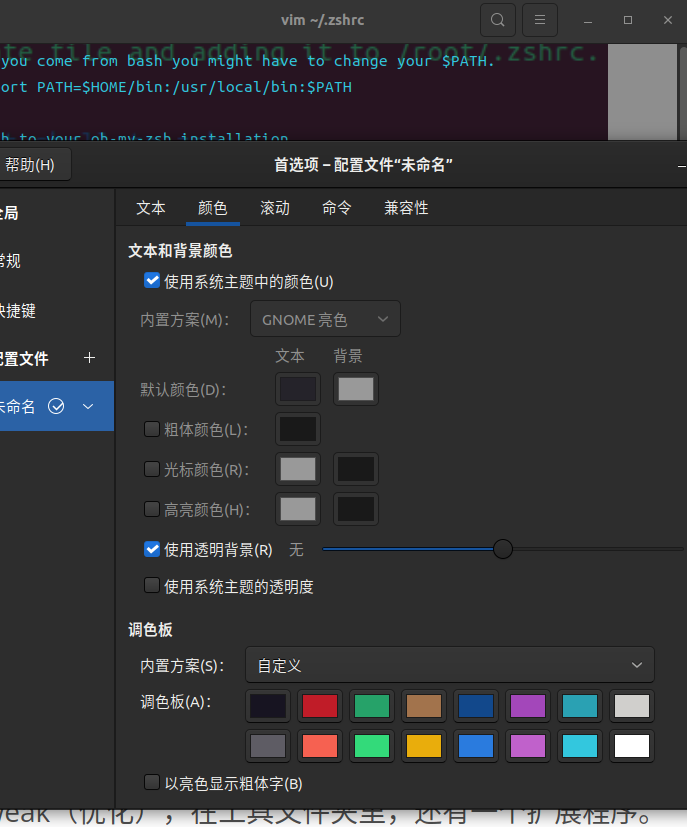 vim ~/.zshrc
ate file and adding it to /root/.zshrc.
you come from bash you might have to change your $PATH.
ort PATH=$HOME/bin:/usr/local/bin:$PATH
h to your oh-my-zsh installation
帮助(H)
首选项 – 配置文件“未命名”
全局
文本 颜色 滚动 命令 兼容性
文本和背景颜色
常规
使用系统主题中的颜色(U)
快捷键
内置方案(M): GNOME 亮色
配置文件 +
文本 背景
默认颜色(D):
未命名
粗体颜色(L):
光标颜色(R):
高亮颜色(H):
使用透明背景(R) 无
使用系统主题的透明度
调色板
内置方案(S): 自定义
调色板(A):
以亮色显示粗体字(B)
weak（优化），在工具文件夹里，还有一个扩展程序。